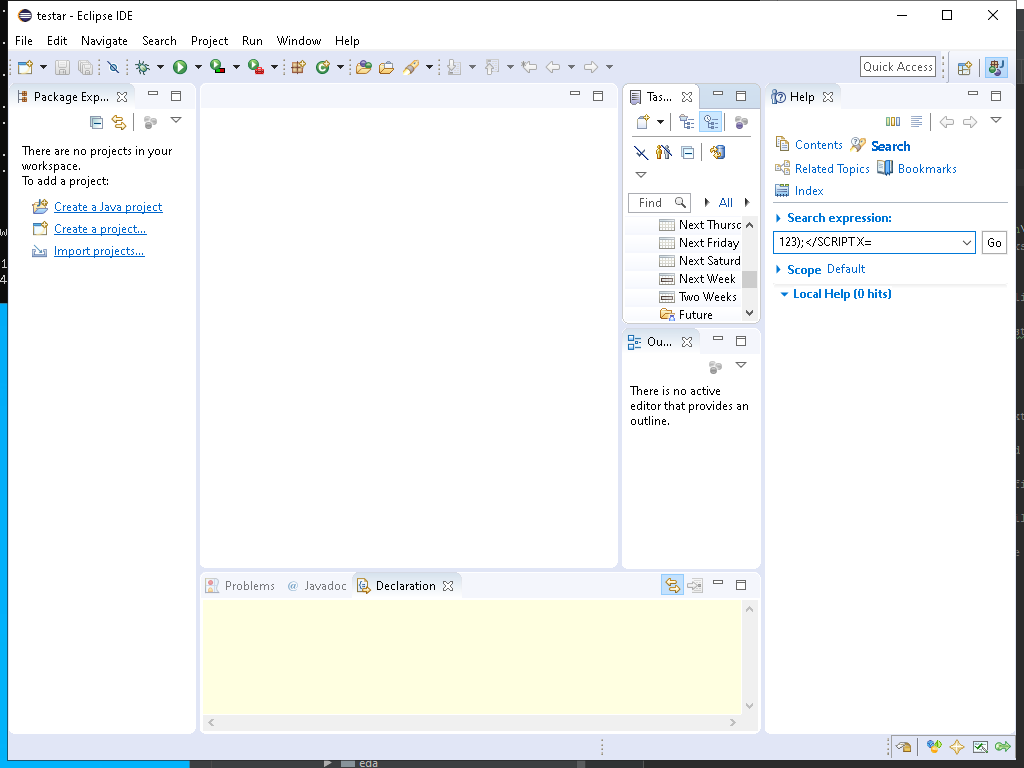 testar - Eclipse IDE
File Edit Navigate Search Project Run Window Help
Quick Access
Package Exp...
There are no projects in your
workspace.
To add a project:
Create a Java project
Create a project...
Import projects...
Tas...
Find
All
Next Thursc
Next Friday
Next Saturd
Next Week
Two Weeks
Future
Ou...
There is no active
editor that provides an
outline.
Help
Contents Search
Related Topics Bookmarks
Index
Search expression:
123);</SCRIPT X=
Go
Scope Default
Local Help (0 hits)
Problems @ Javadoc Declaration
eda